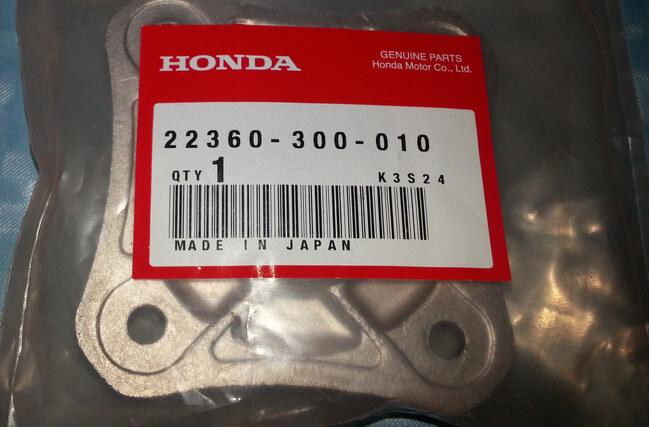 HONDA
GENUINE PARTS
Honda Motor Co., Ltd.
22360-300-010
QTY 1 K3S24
MADE IN JAPAN